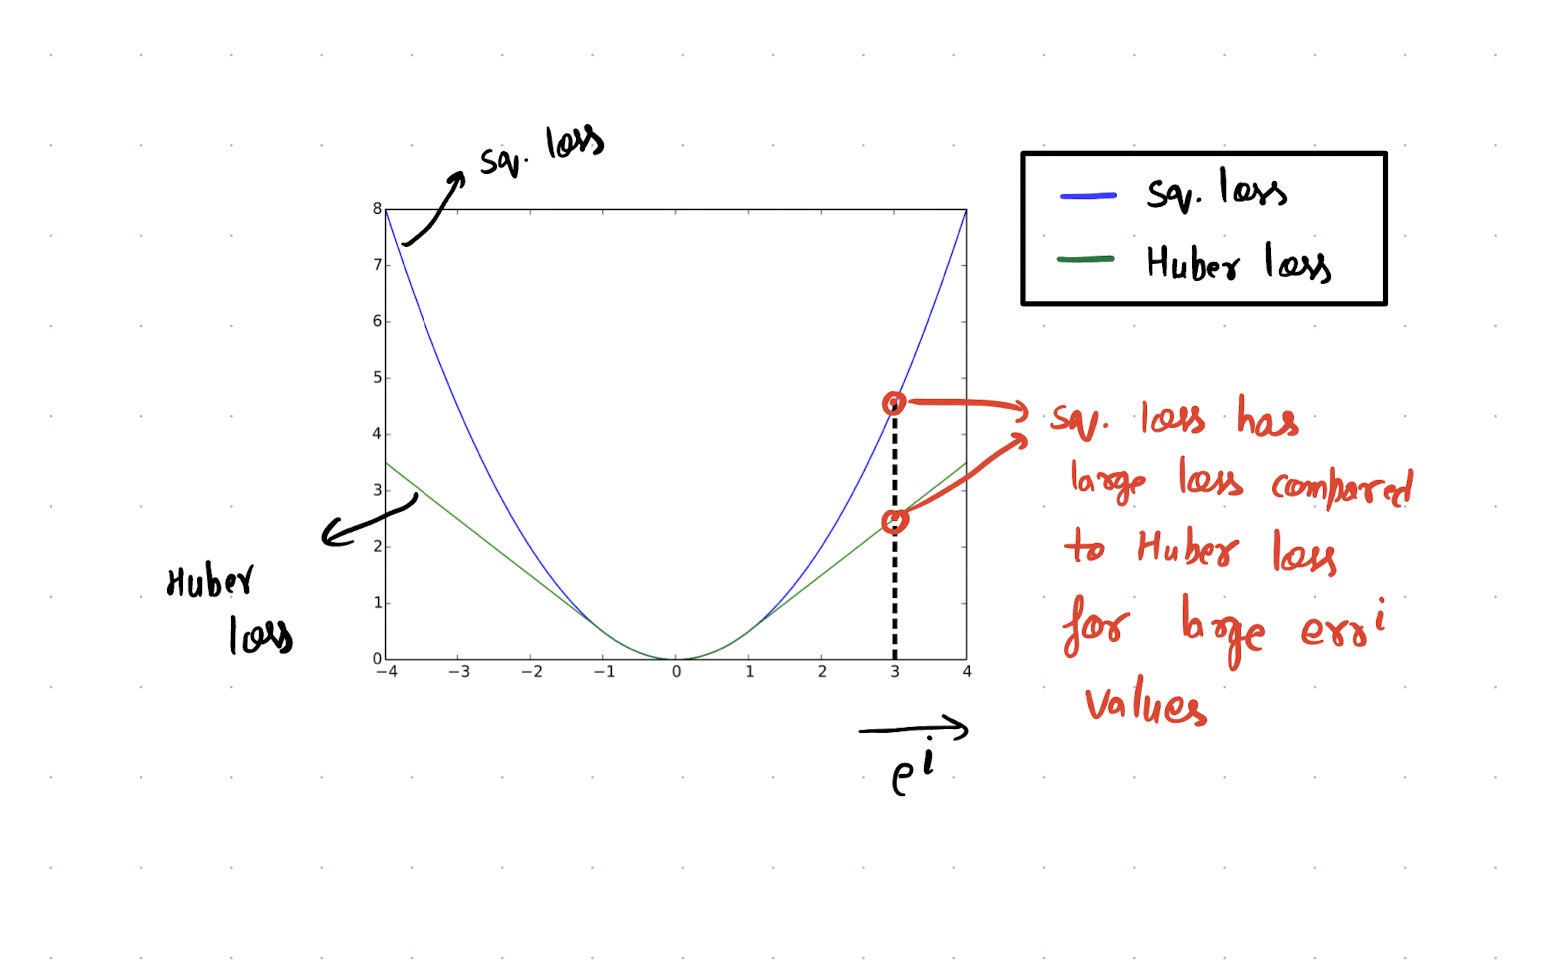 sq. loss
sq. loss
Huber loss
8
7
6
5
4
3
2
1
0
−4 −3 −2 −1 0 1 2 3 4
Huber
loss
sq. loss has
large loss compared
to Huber loss
for large err i
values
e i